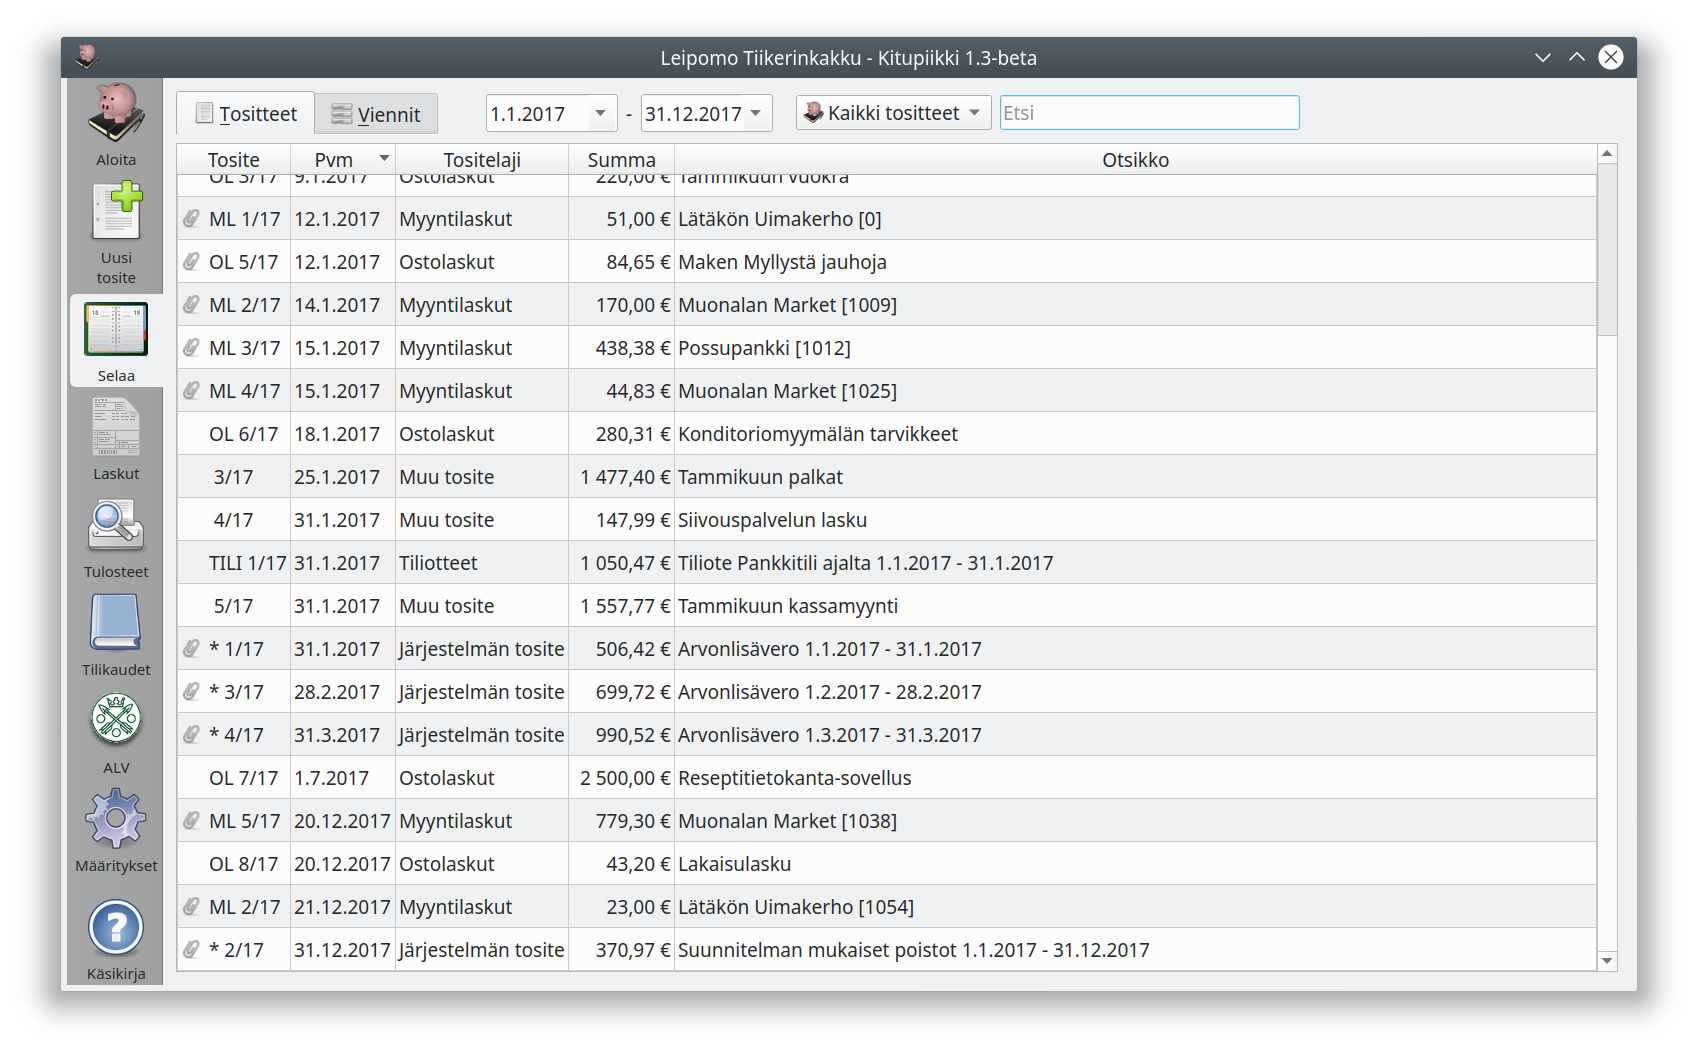 Leipomo Tiikerinkakku - Kitupiikki 1.3-beta
Aloita
Uusi
tosite
Selaa
Laskut
Tulosteet
Tilikaudet
ALV
Määritykset
Käsikirja
Tositteet Viennit 1.1.2017 - 31.12.2017 Kaikki tositteet Etsi
Tosite Pvm Tositelaji Summa Otsikko
OL 3/17 9.1.2017 Ostolaskut 220,00 € Tammikuun vuokra
ML 1/17 12.1.2017 Myyntilaskut 51,00 € Lätäkön Uimakerho [0]
OL 5/17 12.1.2017 Ostolaskut 84,65 € Maken Myllystä jauhoja
ML 2/17 14.1.2017 Myyntilaskut 170,00 € Muonalan Market [1009]
ML 3/17 15.1.2017 Myyntilaskut 438,38 € Possupankki [1012]
ML 4/17 15.1.2017 Myyntilaskut 44,83 € Muonalan Market [1025]
OL 6/17 18.1.2017 Ostolaskut 280,31 € Konditoriomyymälän tarvikkeet
3/17 25.1.2017 Muu tosite 1 477,40 € Tammikuun palkat
4/17 31.1.2017 Muu tosite 147,99 € Siivouspalvelun lasku
TILI 1/17 31.1.2017 Tiliotteet 1 050,47 € Tiliote Pankkitili ajalta 1.1.2017 - 31.1.2017
5/17 31.1.2017 Muu tosite 1 557,77 € Tammikuun kassamyynti
* 1/17 31.1.2017 Järjestelmän tosite 506,42 € Arvonlisävero 1.1.2017 - 31.1.2017
* 3/17 28.2.2017 Järjestelmän tosite 699,72 € Arvonlisävero 1.2.2017 - 28.2.2017
* 4/17 31.3.2017 Järjestelmän tosite 990,52 € Arvonlisävero 1.3.2017 - 31.3.2017
OL 7/17 1.7.2017 Ostolaskut 2 500,00 € Reseptitietokanta-sovellus
ML 5/17 20.12.2017 Myyntilaskut 779,30 € Muonalan Market [1038]
OL 8/17 20.12.2017 Ostolaskut 43,20 € Lakaisulasku
ML 2/17 21.12.2017 Myyntilaskut 23,00 € Lätäkön Uimakerho [1054]
* 2/17 31.12.2017 Järjestelmän tosite 370,97 € Suunnitelman mukaiset poistot 1.1.2017 - 31.12.2017